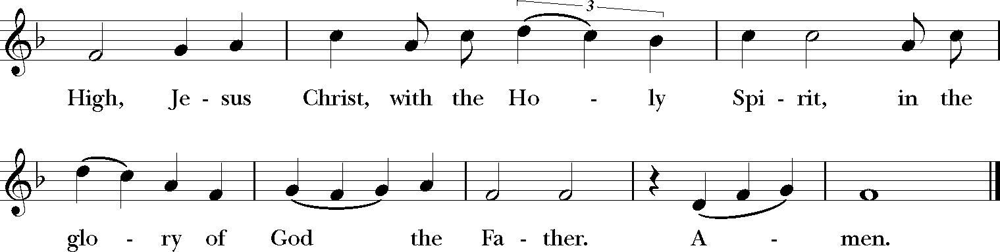 3
High, Je - sus Christ, with the Ho - ly Spi - rit, in the
glo - ry of God the Fa - ther. A - men.